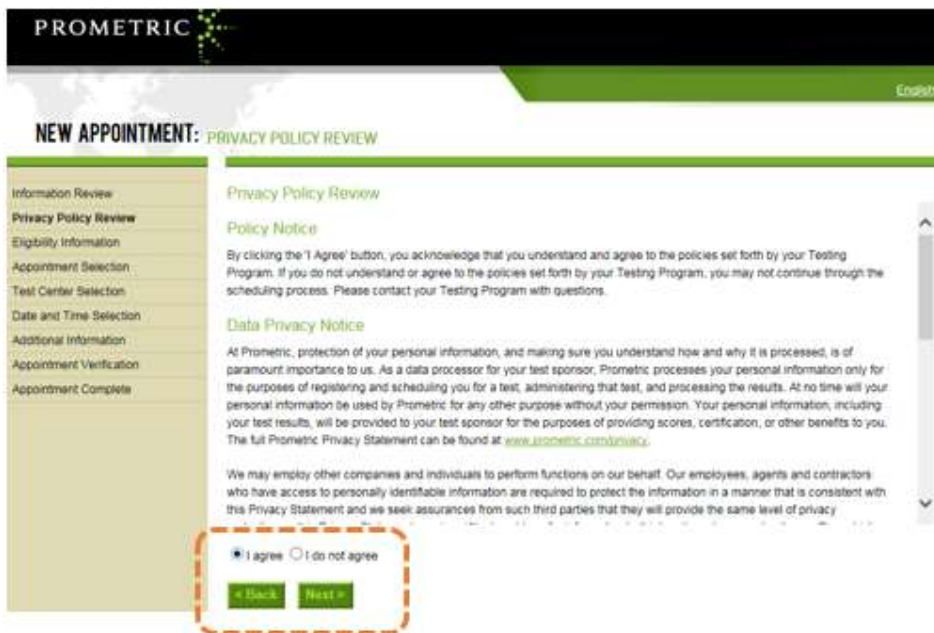 PROMETRIC
English
NEW APPOINTMENT: PRIVACY POLICY REVIEW
Information Review
Privacy Policy Review
Eligibility Information
Appointment Selection
Test Center Selection
Date and Time Selection
Additional Information
Appointment Verification
Appointment Complete
Privacy Policy Review
Policy Notice
By clicking the 'I Agree' button, you acknowledge that you understand and agree to the policies set forth by your Testing
Program. If you do not understand or agree to the policies set forth by your Testing Program, you may not continue through the
scheduling process. Please contact your Testing Program with questions.
Data Privacy Notice
At Prometric, protection of your personal information, and making sure you understand how and why it is processed, is of
paramount importance to us. As a data processor for your test sponsor, Prometric processes your personal information only for
the purposes of registering and scheduling you for a test, administering that test, and processing the results. At no time will your
personal information be used by Prometric for any other purpose without your permission. Your personal information, including
your test results, will be provided to your test sponsor for the purposes of providing scores, certification, or other benefits to you.
The full Prometric Privacy Statement can be found at www.prometric.com/privacy.
We may employ other companies and individuals to perform functions on our behalf. Our employees, agents and contractors
who have access to personally identifiable information are required to protect the information in a manner that is consistent with
this Privacy Statement and we seek assurances from such third parties that they will provide the same level of privacy
I agree I do not agree
< Back Next >